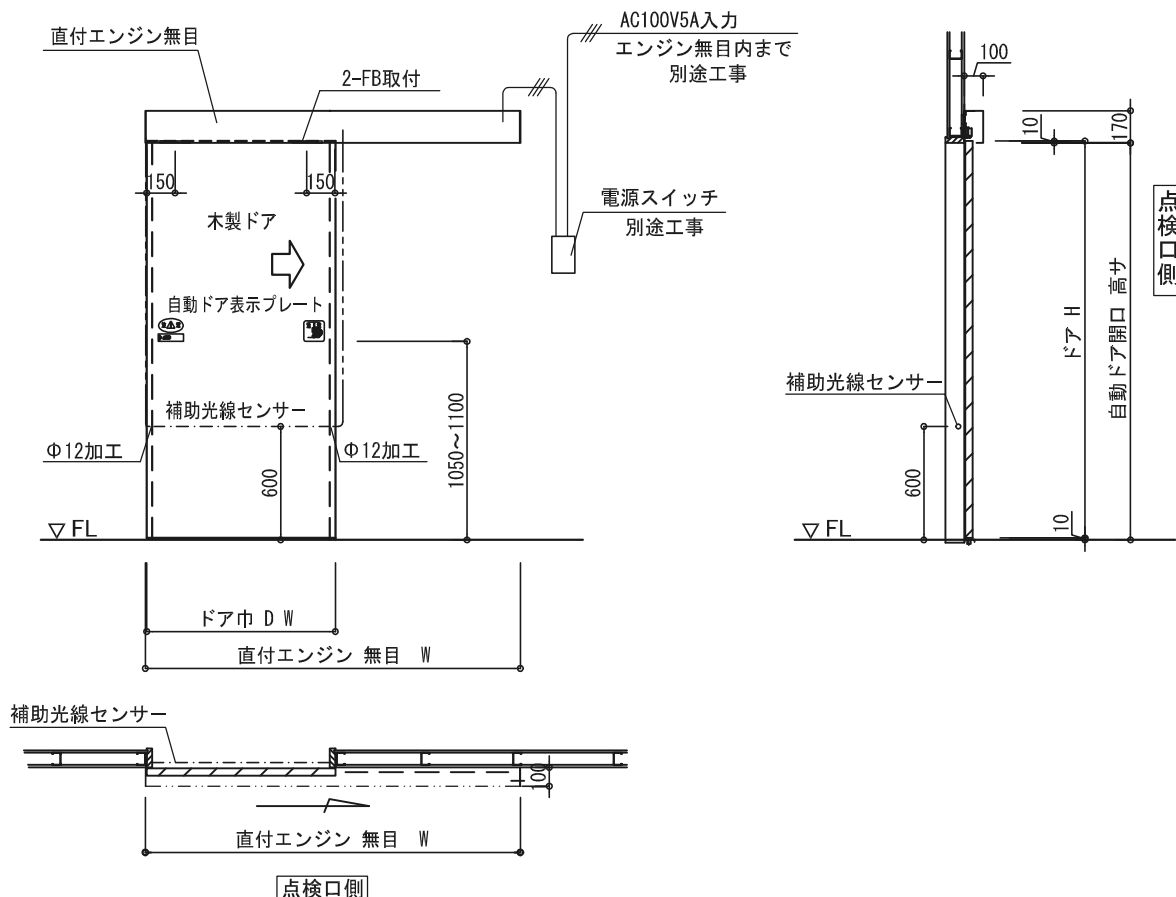 直付エンジン無目
2-FB取付
AC100V5A入力
エンジン無目内まで
別途工事
150
150
木製ドア
電源スイッチ
別途工事
自動ドア表示プレート
補助光線センサー
Φ12加工
Φ12加工
600
1050~1100
▽ FL
ドア巾 D W
直付エンジン 無目 W
100
10
170
点検口側
ドア H
自動ドア開口 高サ
補助光線センサー
600
10
▽ FL
補助光線センサー
100
直付エンジン 無目 W
点検口側